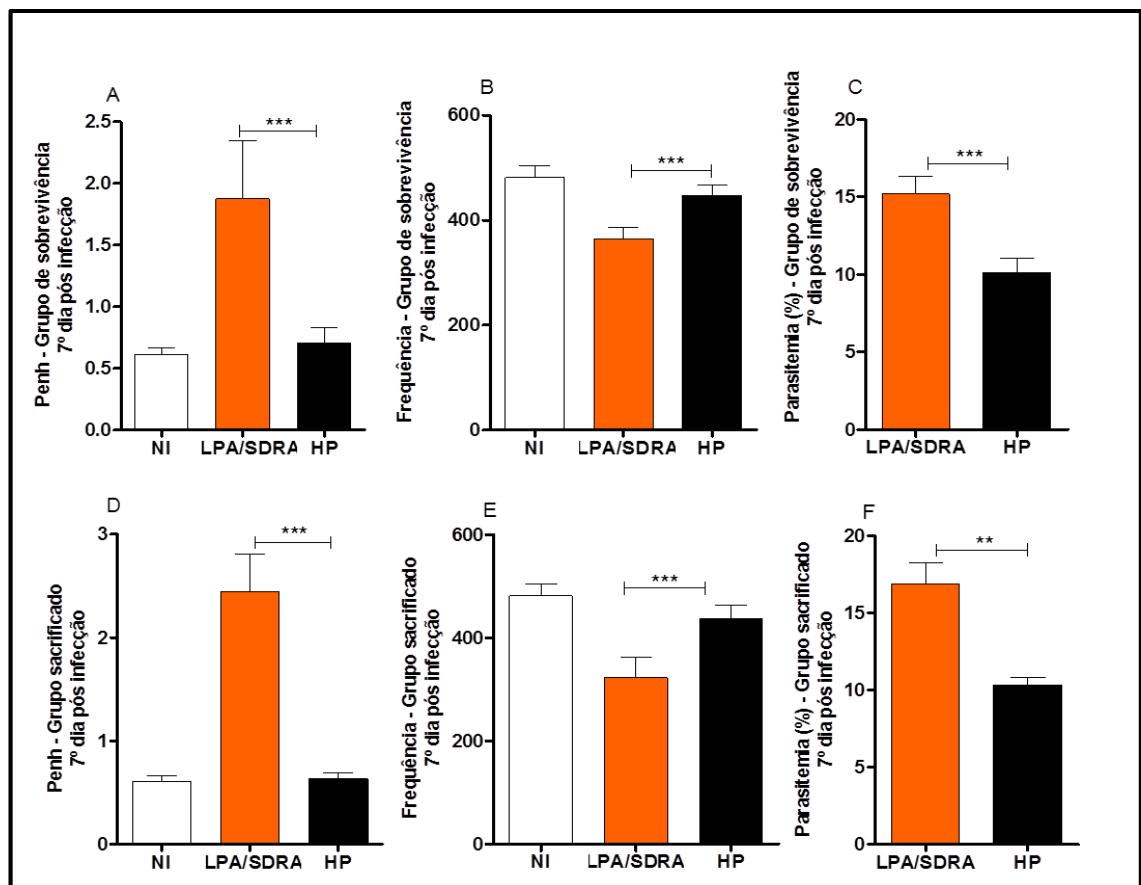 A
Penh - Grupo de sobrevivência
7º dia pós infecção
2.5
2.0
1.5
1.0
0.5
0.0
***
NI LPA/SDRA HP
B
Frequência - Grupo de sobrevivência
7º dia pós infecção
600
400
200
0
***
NI LPA/SDRA HP
C
Parasitemia (%) - Grupo de sobrevivência
7º dia pós infecção
20
15
10
5
0
***
LPA/SDRA HP
D
Penh - Grupo sacrificado
7º dia pós infecção
3
2
1
0
***
NI LPA/SDRA HP
E
Frequência - Grupo sacrificado
7º dia pós infecção
600
400
200
0
***
NI LPA/SDRA HP
F
Parasitemia (%) - Grupo sacrificado
7º dia pós infecção
20
15
10
5
0
**
LPA/SDRA HP